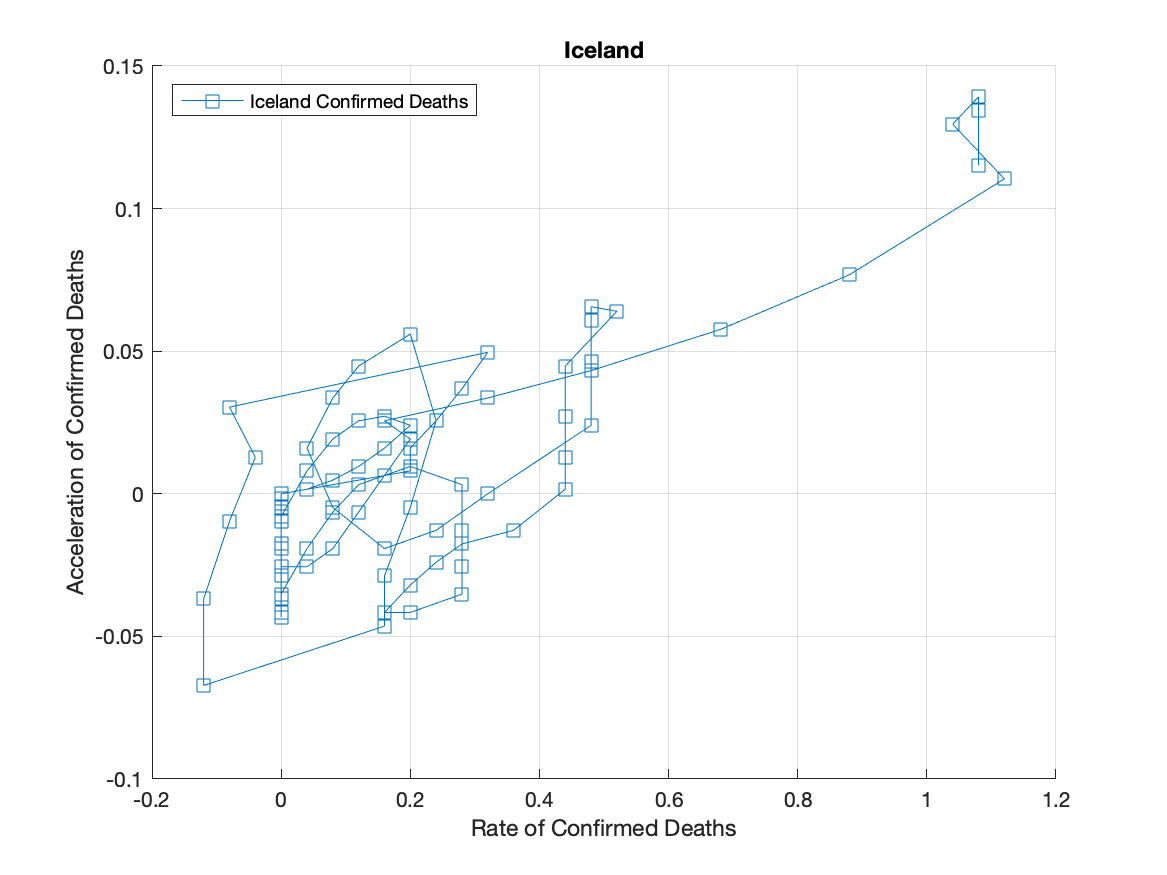 Iceland
Iceland Confirmed Deaths
0.15
0.1
0.05
0
-0.05
-0.1
Acceleration of Confirmed Deaths
-0.2 0 0.2 0.4 0.6 0.8 1 1.2
Rate of Confirmed Deaths